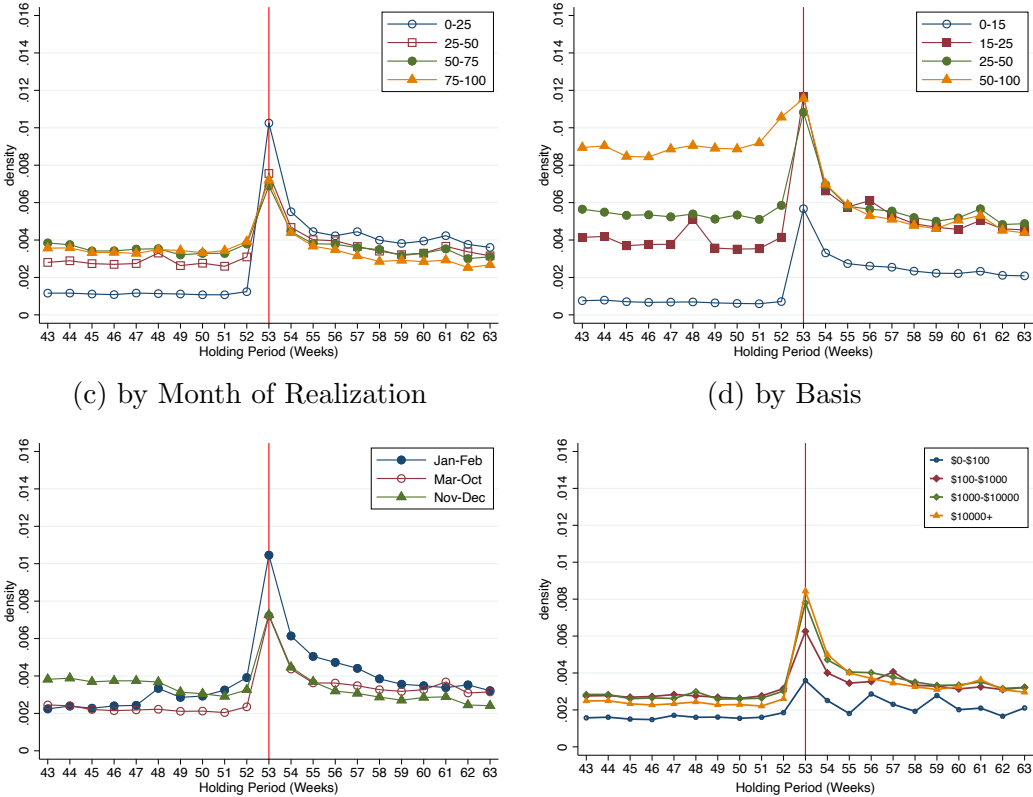 .016
.014
.012
.01
.008
.006
.004
.002
0
density
0-25
25-50
50-75
75-100
43 44 45 46 47 48 49 50 51 52 53 54 55 56 57 58 59 60 61 62 63
Holding Period (Weeks)
.016
.014
.012
.01
.008
.006
.004
.002
0
density
0-15
15-25
25-50
50-100
43 44 45 46 47 48 49 50 51 52 53 54 55 56 57 58 59 60 61 62 63
Holding Period (Weeks)
(c) by Month of Realization
(d) by Basis
.016
.014
.012
.01
.008
.006
.004
.002
0
density
Jan-Feb
Mar-Oct
Nov-Dec
43 44 45 46 47 48 49 50 51 52 53 54 55 56 57 58 59 60 61 62 63
Holding Period (Weeks)
.016
.014
.012
.01
.008
.006
.004
.002
0
density
$0-$100
$100-$1000
$1000-$10000
$10000+
43 44 45 46 47 48 49 50 51 52 53 54 55 56 57 58 59 60 61 62 63
Holding Period (Weeks)